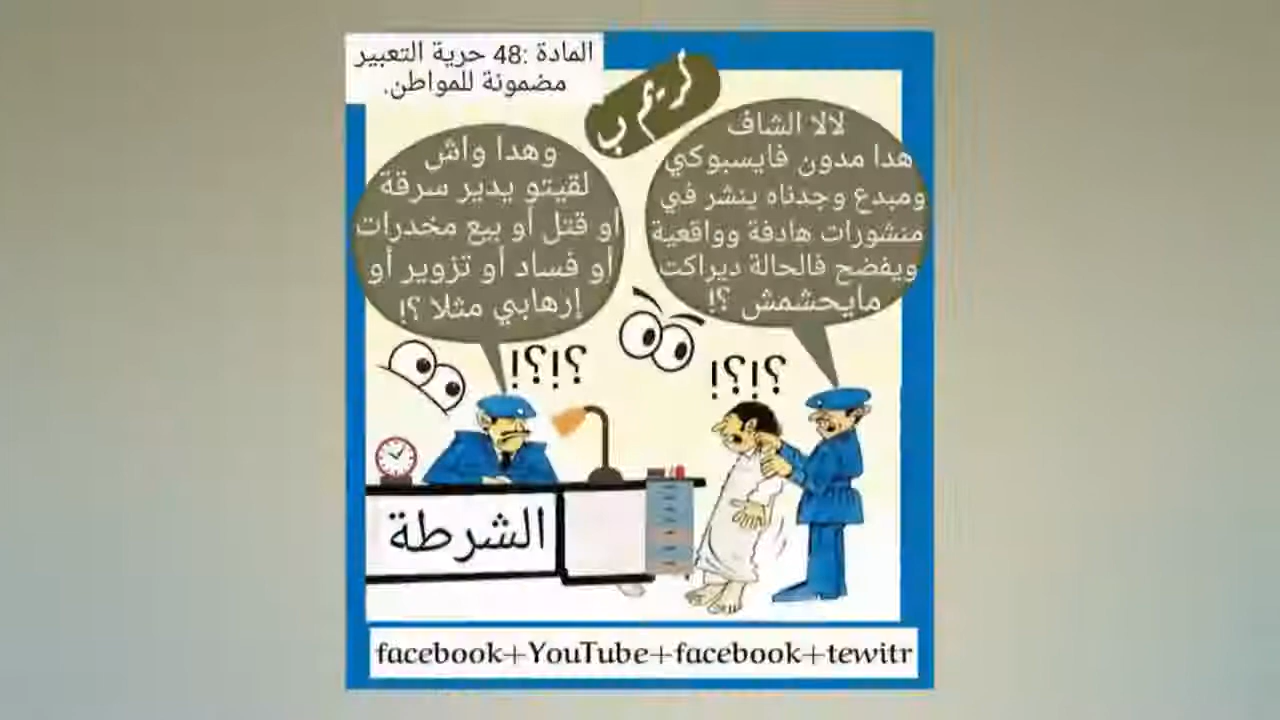 المادة :48 حرية التعبير
مضمونة للمواطن.
كريم ب
لالا الشاف
هدا مدون فايسبوكي
ومبدع وجدناه ينشر في
منشورات هادفة وواقعية
ويفضح فالحالة ديراكت
مايحشمش ؟!
وهدا واش
لقيتو يدير سرقة
او قتل أو بيع مخدرات
أو فساد أو تزوير أو
إرهابي مثلا ؟!
؟!؟!
؟!؟!
الشرطة
facebook+YouTube+facebook+tewitr